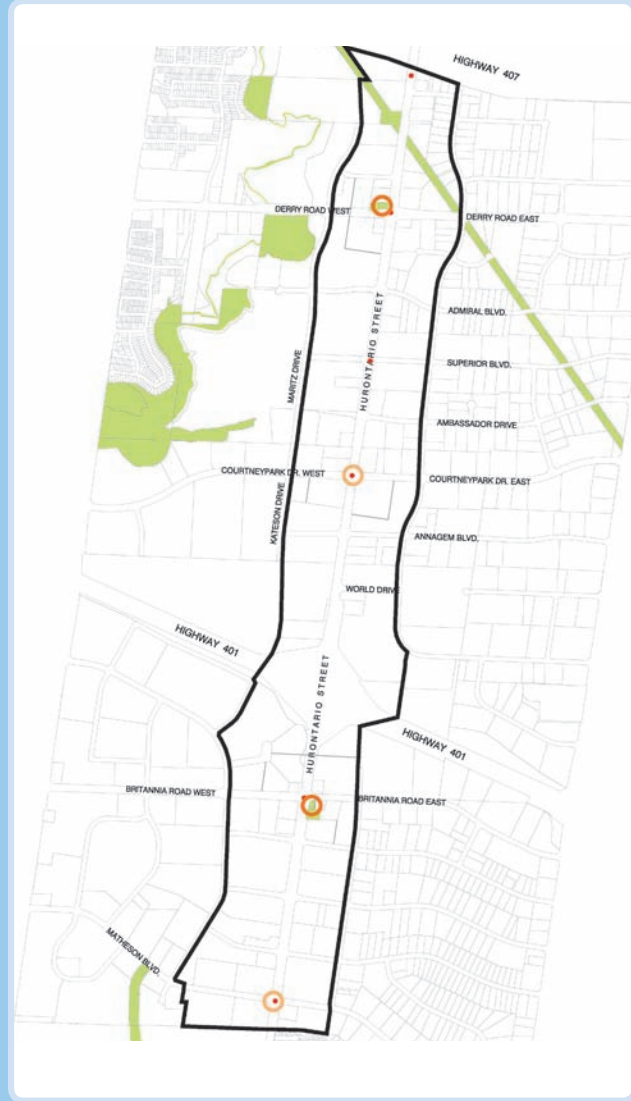 HIGHWAY 407
DERRY ROAD WEST
DERRY ROAD EAST
ADMIRAL BLVD.
HURONTARIO STREET
SUPERIOR BLVD.
MARITZ DRIVE
AMBASSADOR DRIVE
COURTNEYPARK DR. WEST
COURTNEYPARK DR. EAST
KATESON DRIVE
ANNAGEM BLVD.
WORLD DRIVE
HIGHWAY 401
HURONTARIO STREET
HIGHWAY 401
BRITANNIA ROAD WEST
BRITANNIA ROAD EAST
MATHESON BLVD.